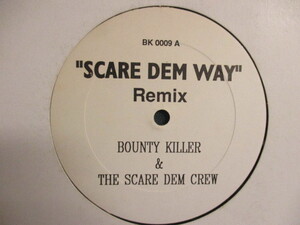 BK 0009 A
"SCARE DEM WAY"
Remix
BOUNTY KILLER
&
THE SCARE DEM CREW